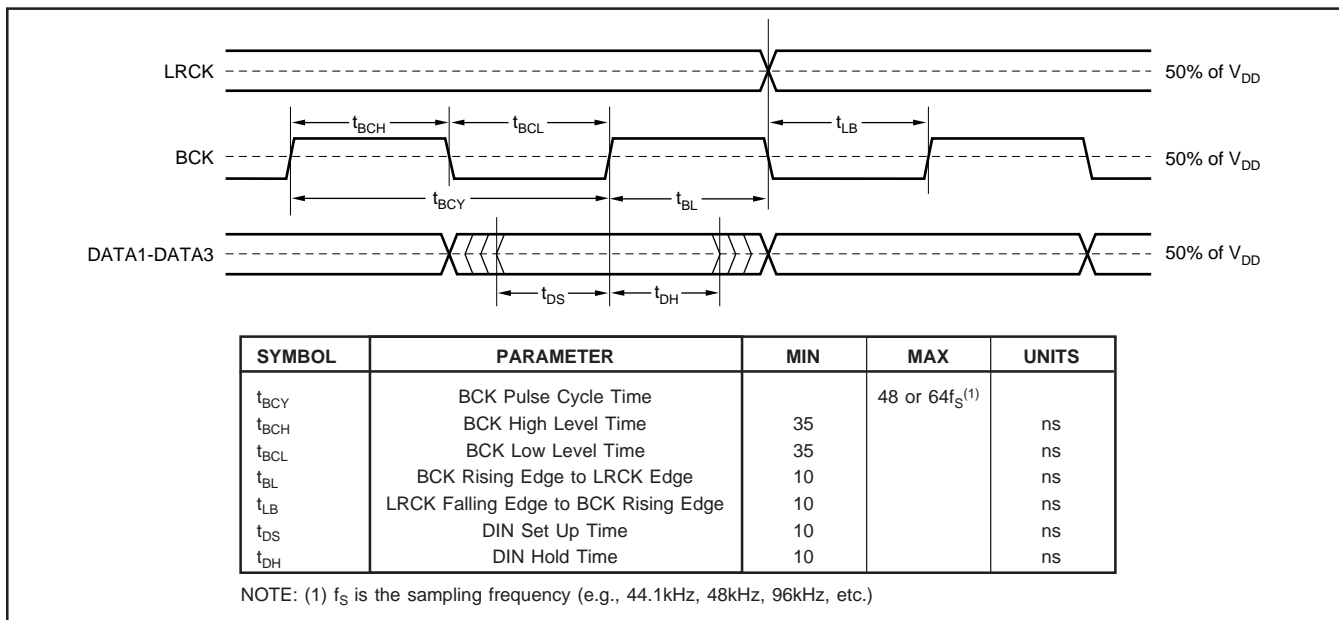 LRCK
50% of VDD
tBCH
tBCL
tLB
BCK
50% of VDD
tBCY
tBL
DATA1-DATA3
50% of VDD
tDS
tDH
SYMBOL PARAMETER MIN MAX UNITS
tBCY BCK Pulse Cycle Time 48 or 64fS(1)
tBCH BCK High Level Time 35 ns
tBCL BCK Low Level Time 35 ns
tBL BCK Rising Edge to LRCK Edge 10 ns
tLB LRCK Falling Edge to BCK Rising Edge 10 ns
tDS DIN Set Up Time 10 ns
tDH DIN Hold Time 10 ns
NOTE: (1) fS is the sampling frequency (e.g., 44.1kHz, 48kHz, 96kHz, etc.)